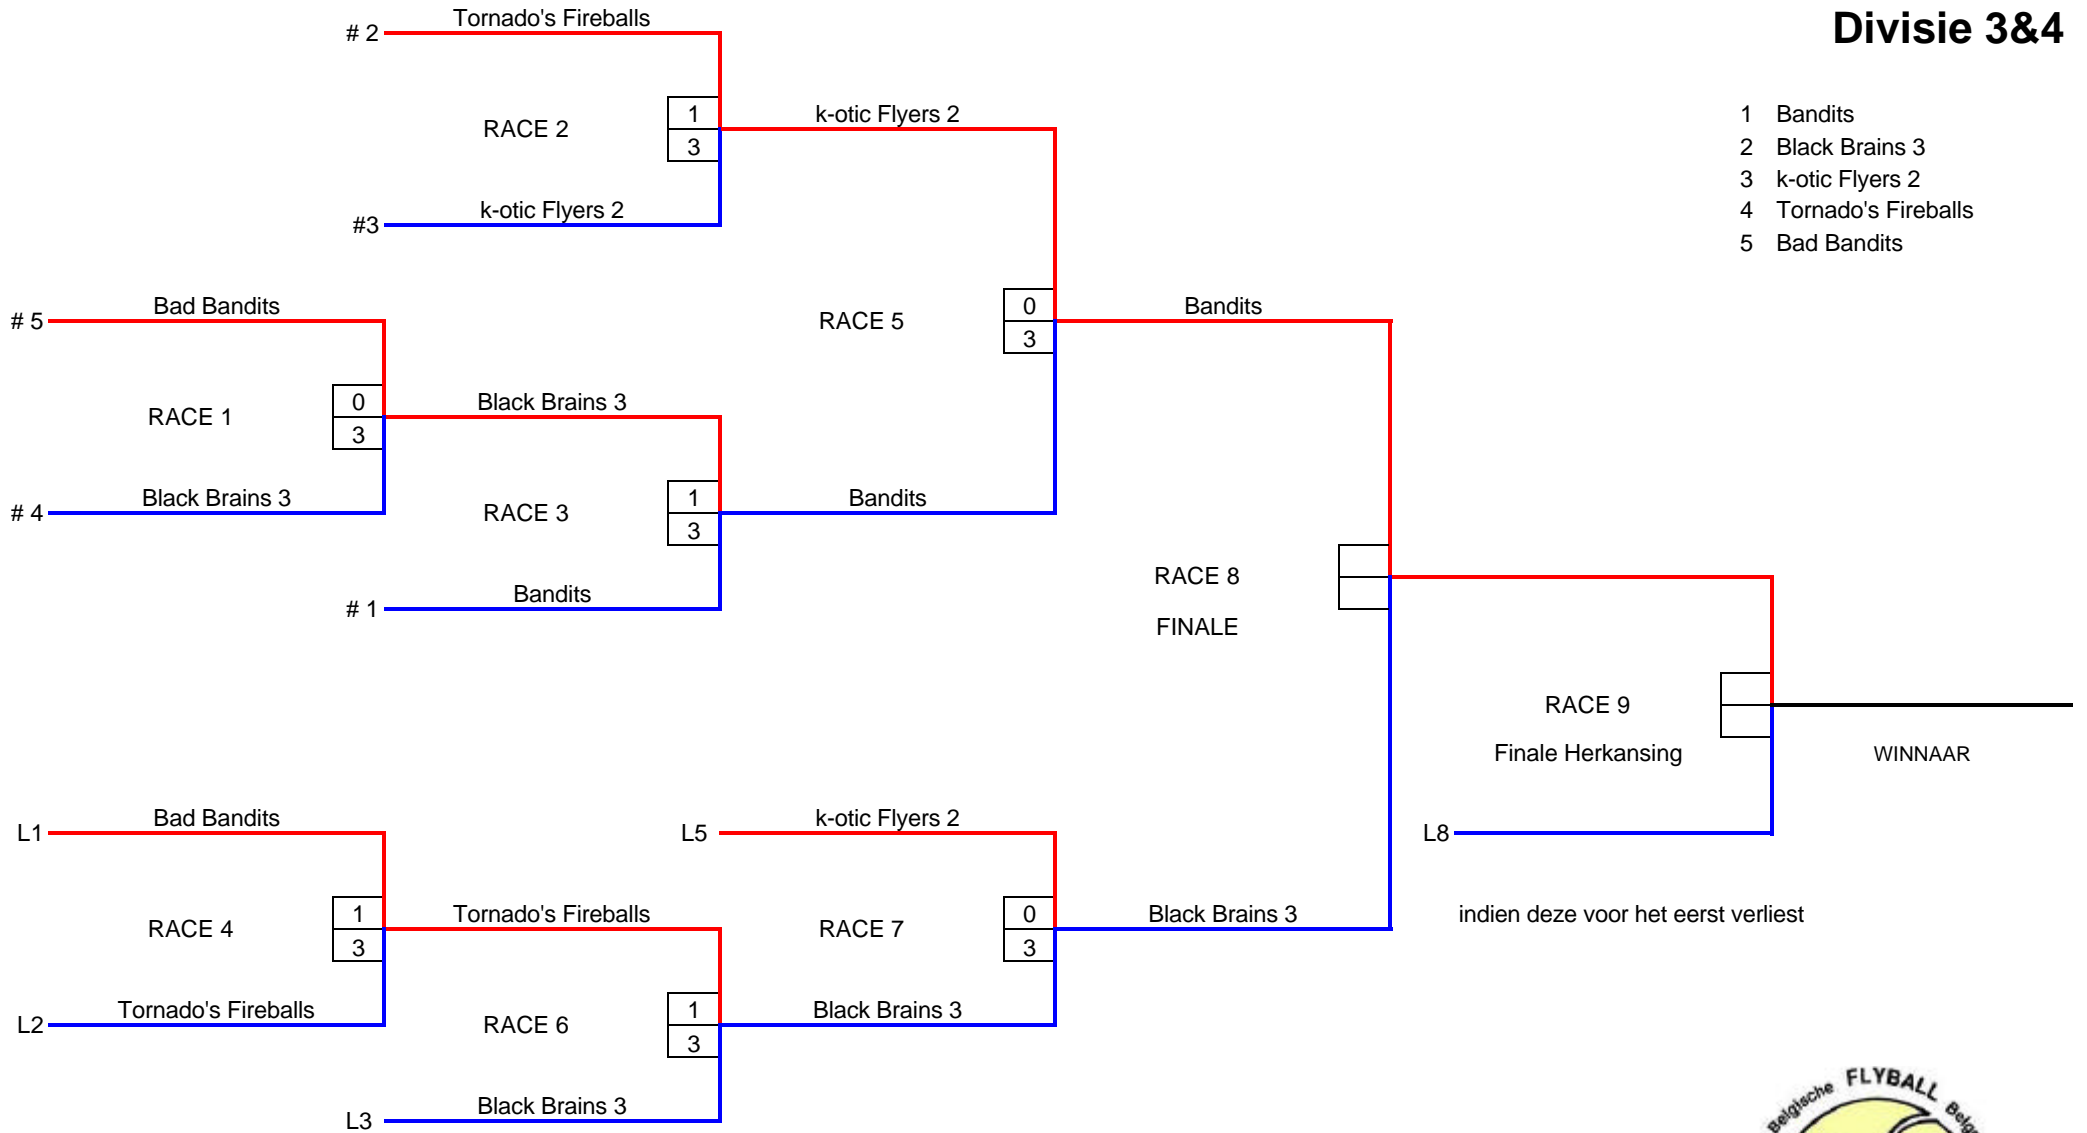 Divisie 3&4
1 Bandits
2 Black Brains 3
3 k-otic Flyers 2
4 Tornado's Fireballs
5 Bad Bandits
# 2 Tornado's Fireballs
RACE 2
1
3
k-otic Flyers 2
#3 k-otic Flyers 2
# 5 Bad Bandits
RACE 1
0
3
Black Brains 3
# 4 Black Brains 3
RACE 3
1
3
Bandits
# 1 Bandits
RACE 5
0
3
Bandits
RACE 8
FINALE
RACE 9
Finale Herkansing
WINNAAR
L8
indien deze voor het eerst verliest
L1 Bad Bandits
RACE 4
1
3
Tornado's Fireballs
L2 Tornado's Fireballs
RACE 6
1
3
Black Brains 3
L3 Black Brains 3
L5 k-otic Flyers 2
RACE 7
0
3
Black Brains 3
Belgische FLYBALL